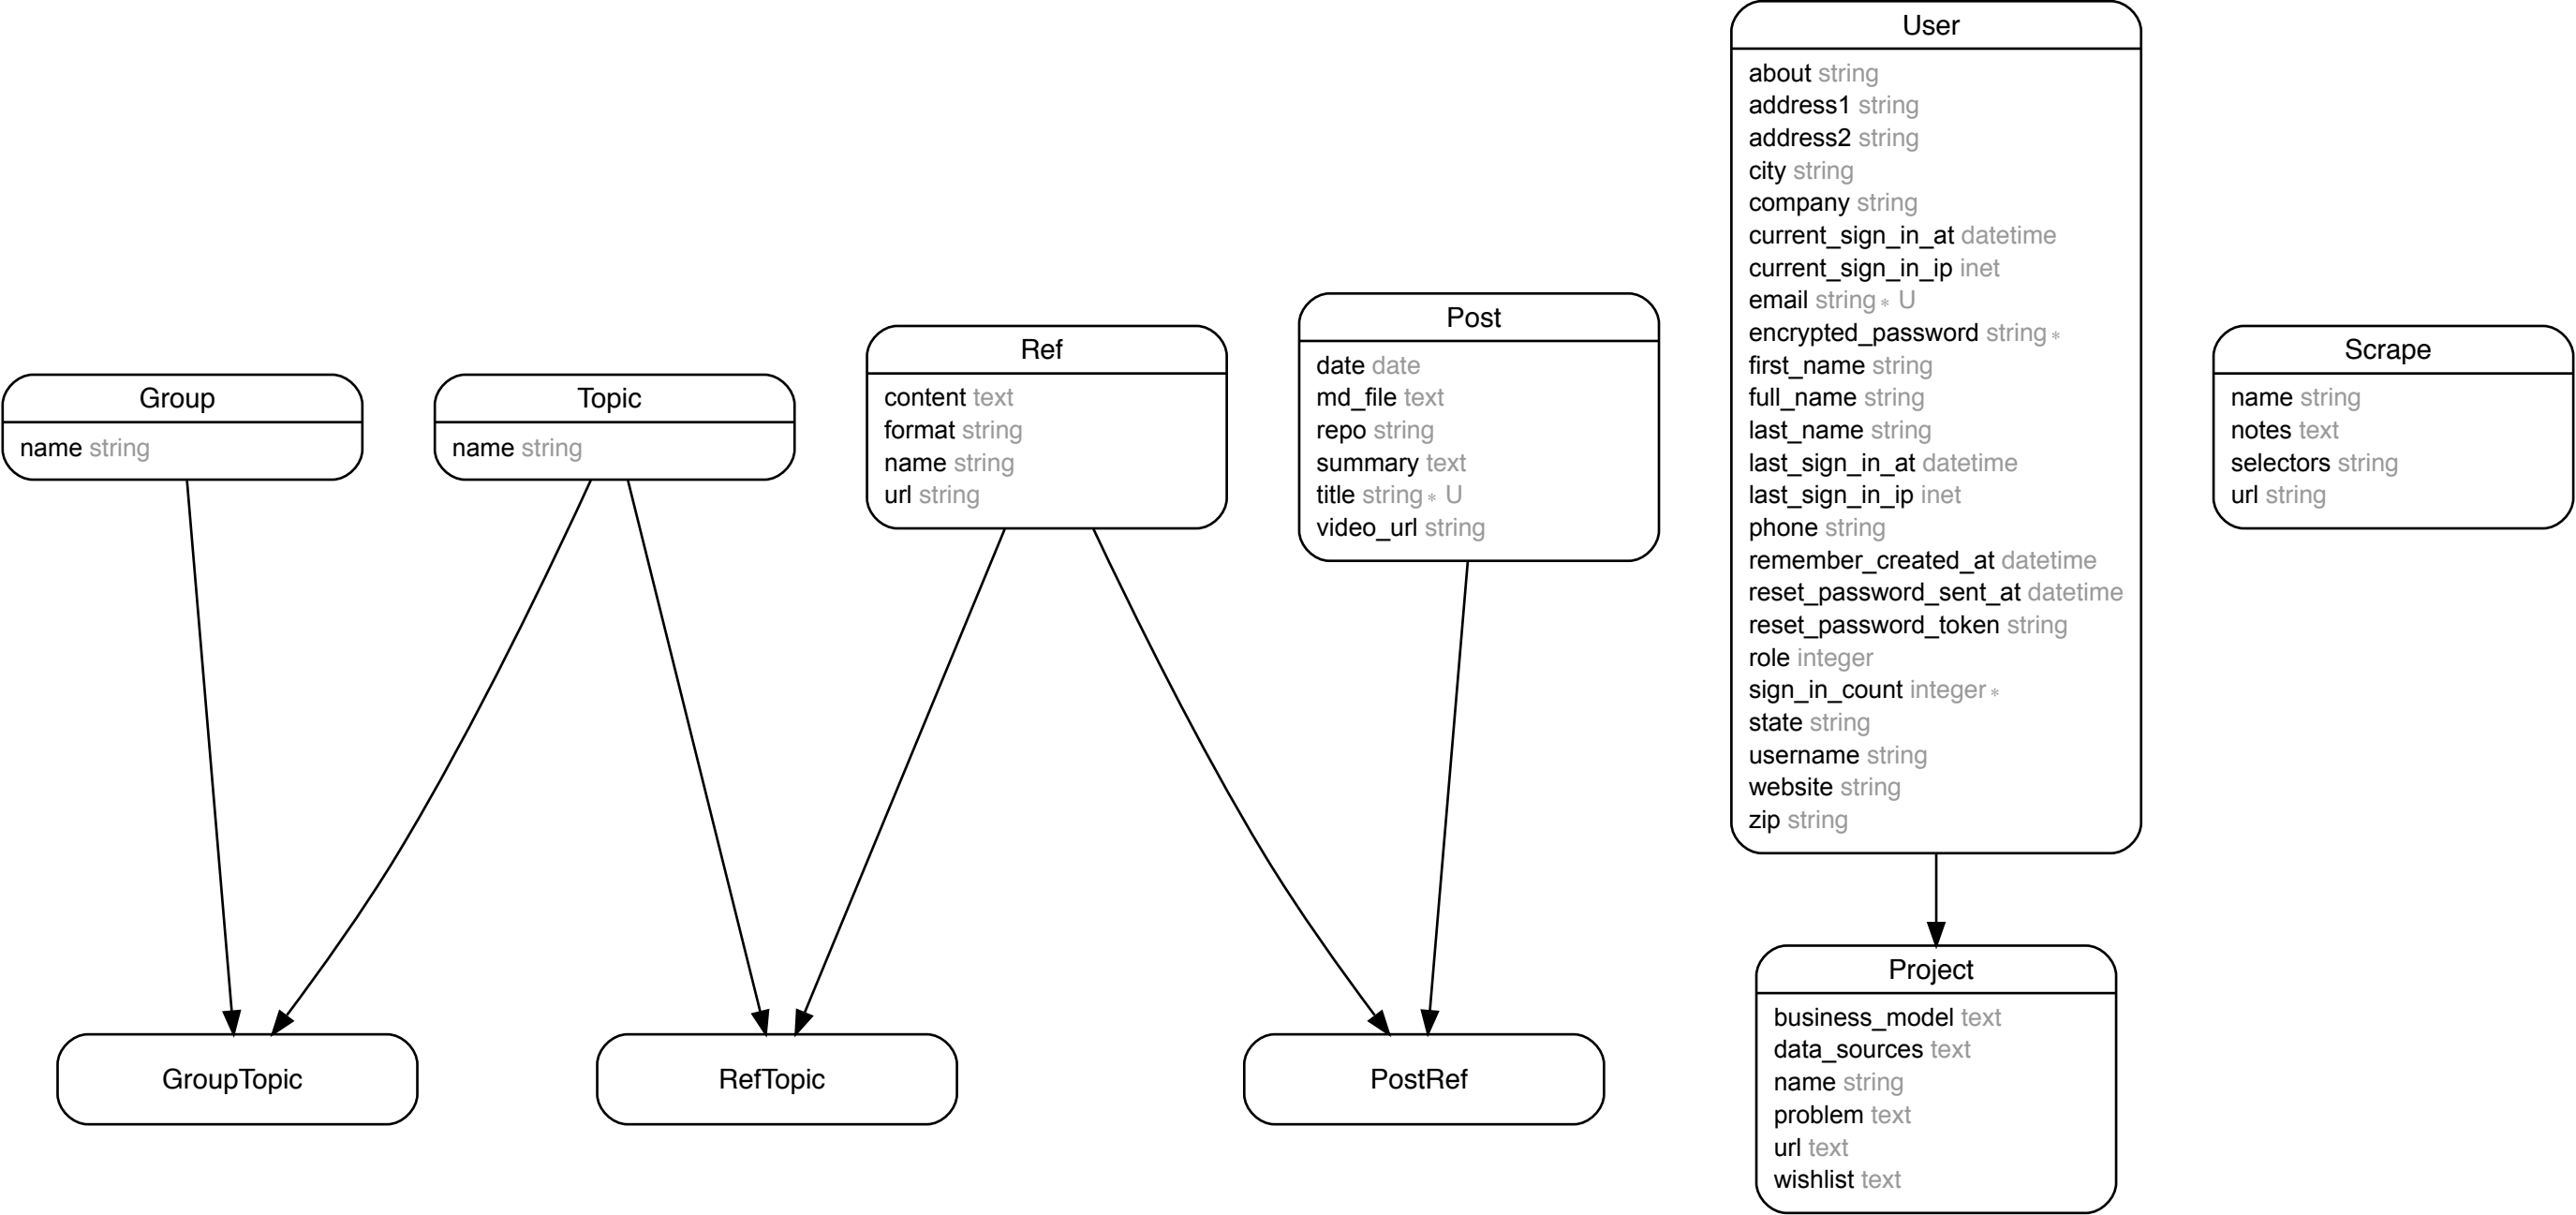 User
about string
address1 string
address2 string
city string
company string
current_sign_in_at datetime
current_sign_in_ip inet
email string* U
encrypted_password string*
first_name string
full_name string
last_name string
last_sign_in_at datetime
last_sign_in_ip inet
phone string
remember_created_at datetime
reset_password_sent_at datetime
reset_password_token string
role integer
sign_in_count integer*
state string
username string
website string
zip string
Group
name string
Topic
name string
Ref
content text
format string
name string
url string
Post
date date
md_file text
repo string
summary text
title string* U
video_url string
Scrape
name string
notes text
selectors string
url string
GroupTopic
RefTopic
PostRef
Project
business_model text
data_sources text
name string
problem text
url text
wishlist text